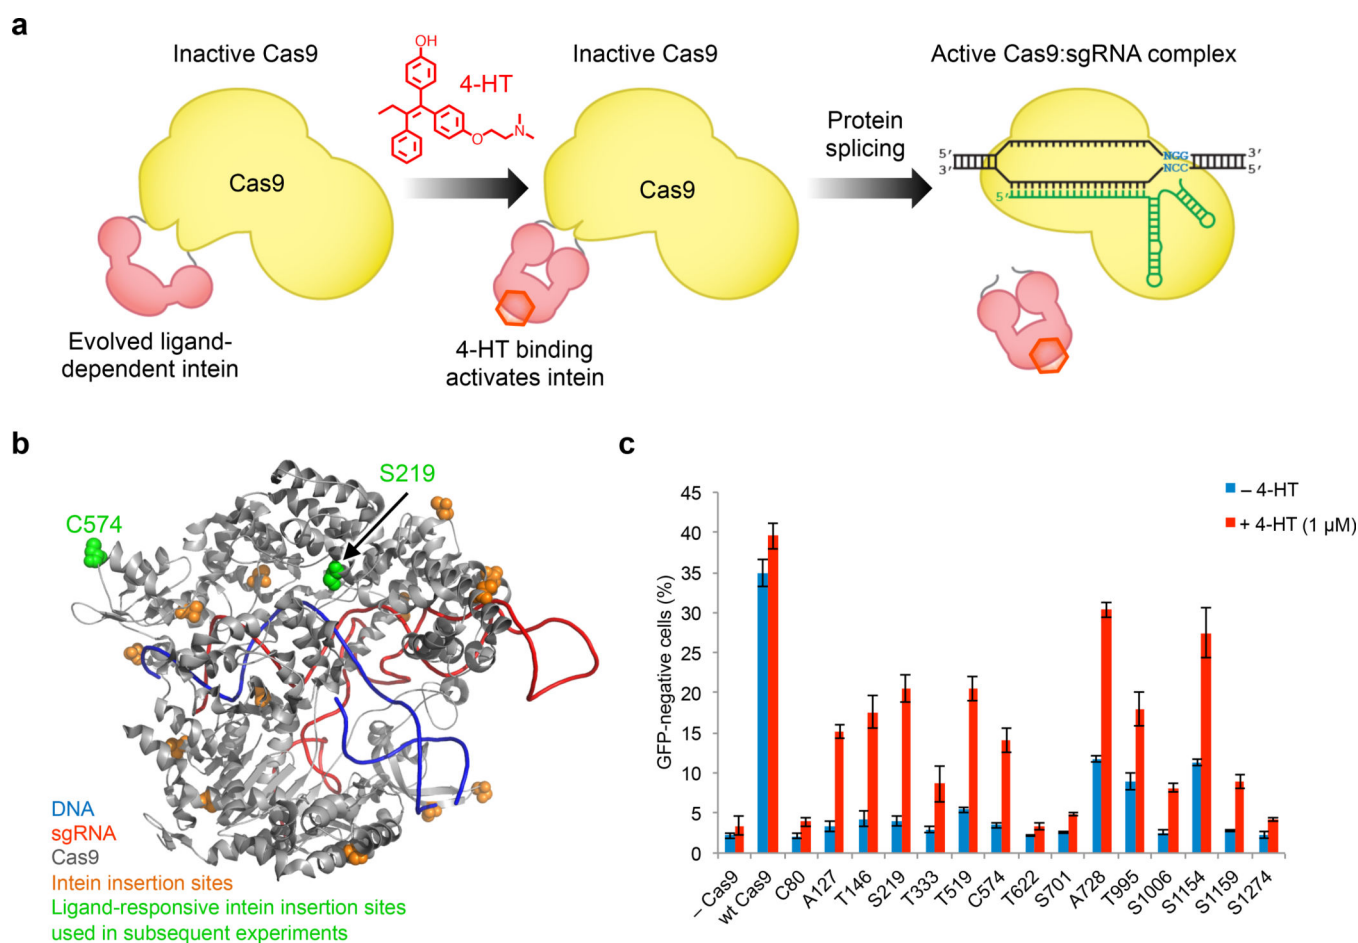 a
Inactive Cas9
Inactive Cas9
Active Cas9:sgRNA complex
OH
4-HT
N
O
Protein
splicing
Cas9
Cas9
5′
3′
NGG
NCC
3′
5′
5′
Evolved ligand-
dependent intein
4-HT binding
activates intein
b
S219
C574
DNA
sgRNA
Cas9
Intein insertion sites
Ligand-responsive intein insertion sites
used in subsequent experiments
c
– 4-HT
+ 4-HT (1 µM)
GFP-negative cells (%)
45
40
35
30
25
20
15
10
5
0
– Cas9
wt Cas9
C80
A127
T146
S219
T333
T519
C574
T622
S701
A728
T995
S1006
S1154
S1159
S1274